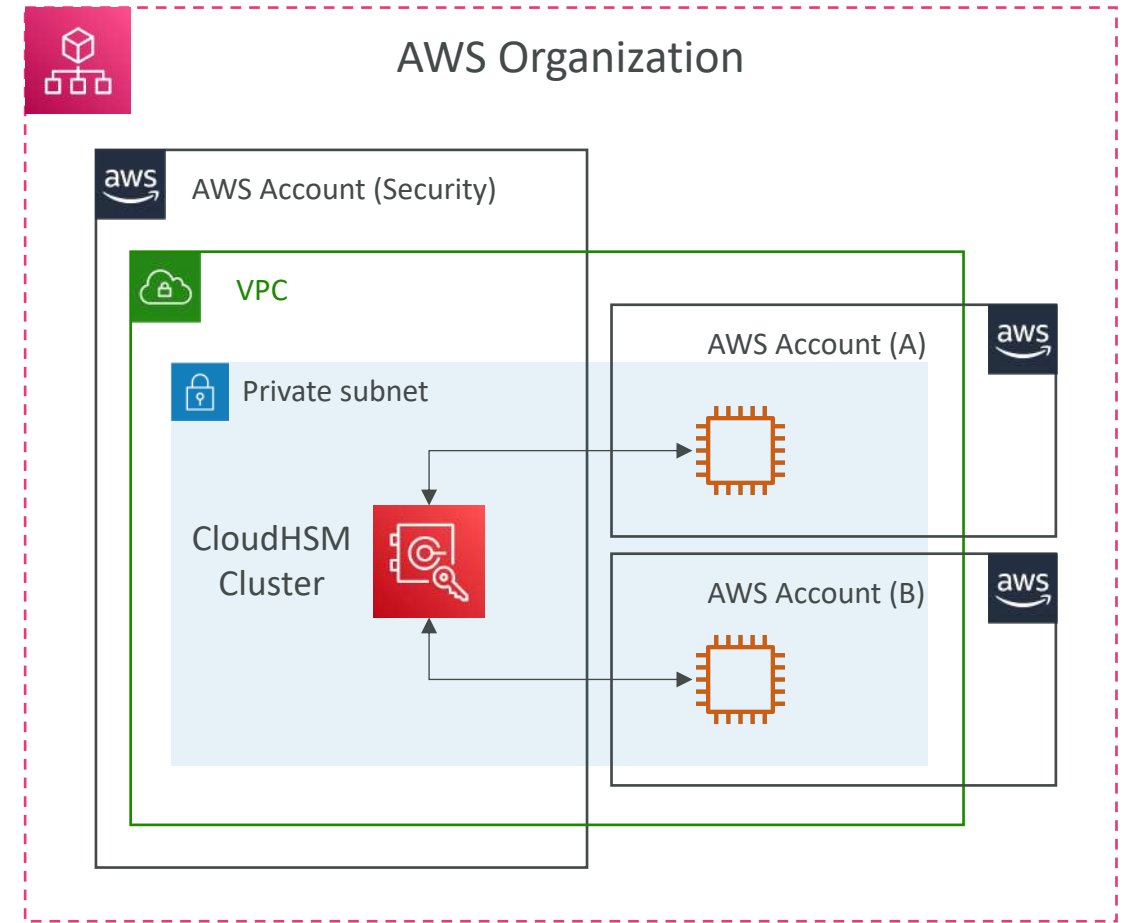 AWS Organization
aws
AWS Account (Security)
VPC
AWS Account (A)
aws
Private subnet
CloudHSM
Cluster
AWS Account (B)
aws